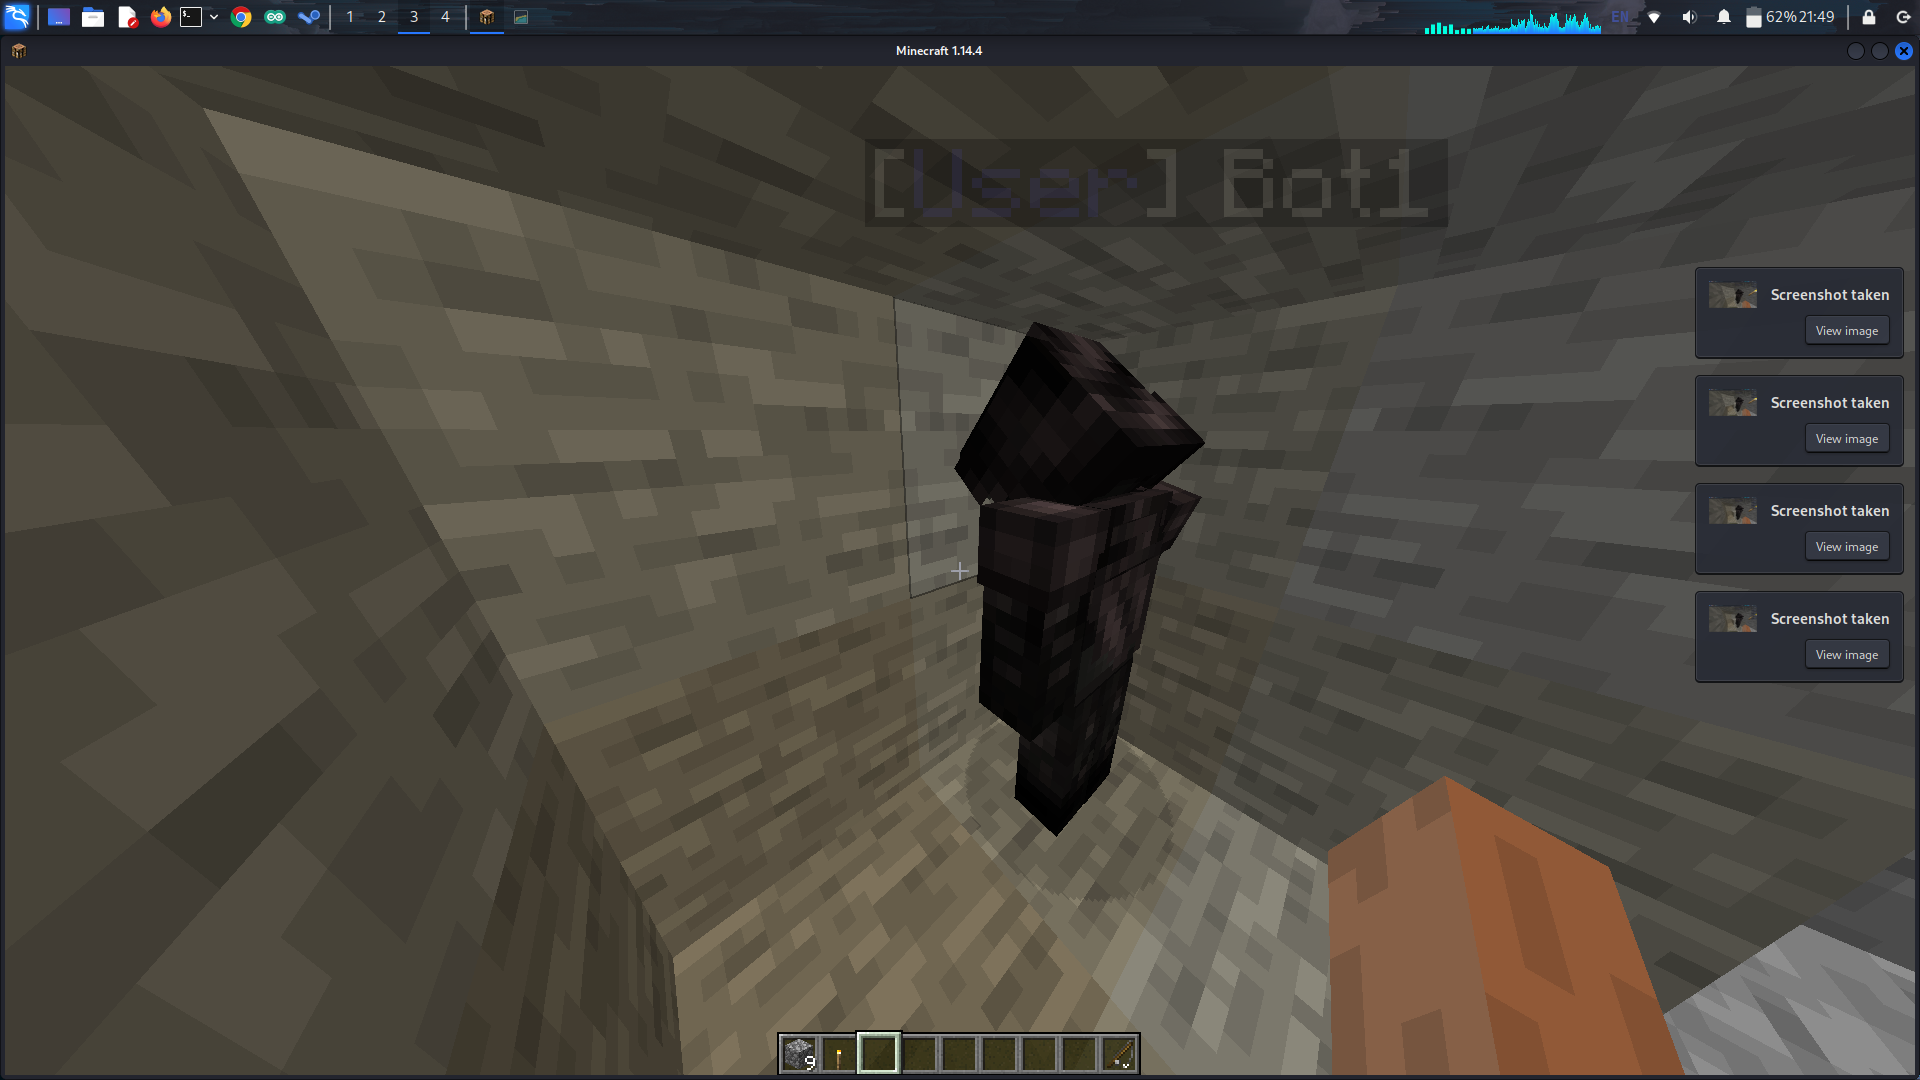 1 2 3 4
EN 62% 21:49
Minecraft 1.14.4
[User] Bot1
Screenshot taken
View image
Screenshot taken
View image
Screenshot taken
View image
Screenshot taken
View image
9